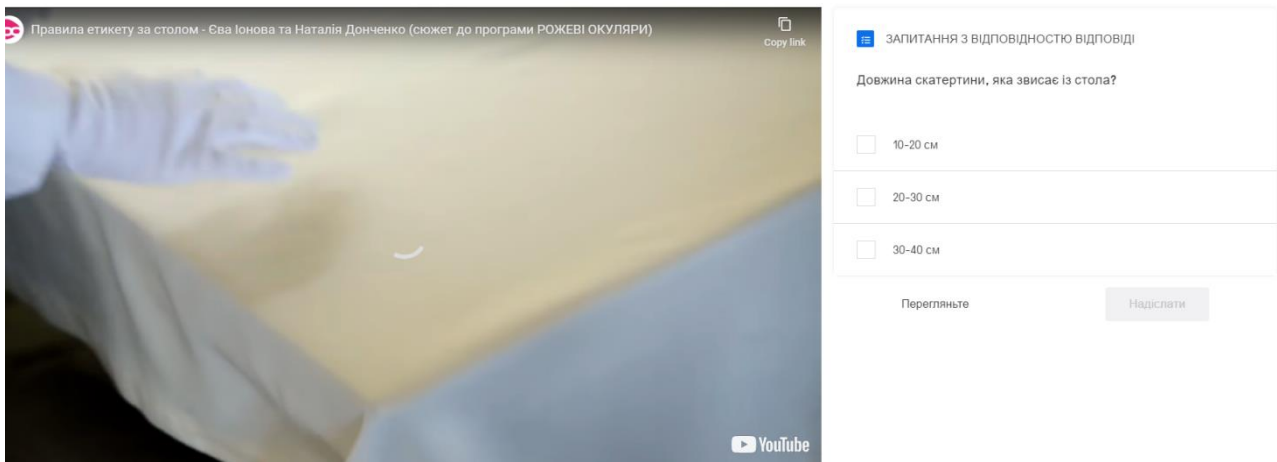 Правила етикету за столом - Єва Іонова та Наталія Донченко (сюжет до програми РОЖЕВІ ОКУЛЯРИ)
Copy link
YouTube
ЗАПИТАННЯ З ВІДПОВІДНОСТЮ ВІДПОВІДІ
Довжина скатертини, яка звисає із стола?
10-20 см
20-30 см
30-40 см
Перегляньте
Надіслати